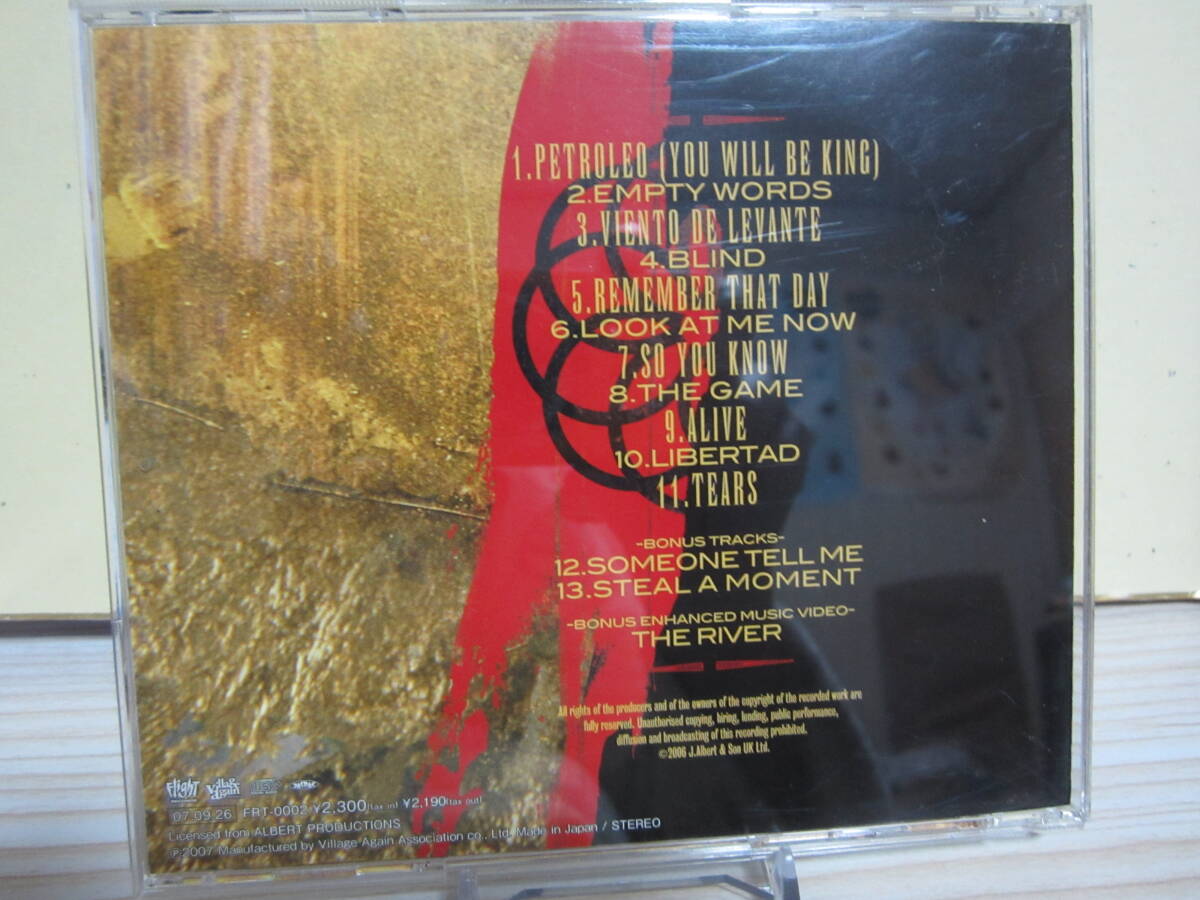 1.PETROLEO (YOU WILL BE KING)
2.EMPTY WORDS
3.VIENTO DE LEVANTE
4.BLIND
5.REMEMBER THAT DAY
6.LOOK AT ME NOW
7.SO YOU KNOW
8.THE GAME
9.ALIVE
10.LIBERTAD
11.TEARS
-BONUS TRACKS-
12.SOMEONE TELL ME
13.STEAL A MOMENT
-BONUS ENHANCED MUSIC VIDEO-
THE RIVER
All rights of the producers and of the owners of the copyright of the recorded work are
fully reserved. Unauthorised copying, hiring, lending, public performance,
diffusion and broadcasting of this recording prohibited.
©2006 J.Albert & Son UK Ltd.
Flight Village Again
07.09.26 FRT-0002 ¥2,300(tax in) ¥2,190(tax out)
Licensed from ALBERT PRODUCTIONS
℗2007 Manufactured by Village Again Association co., Ltd. Made in Japan / STEREO